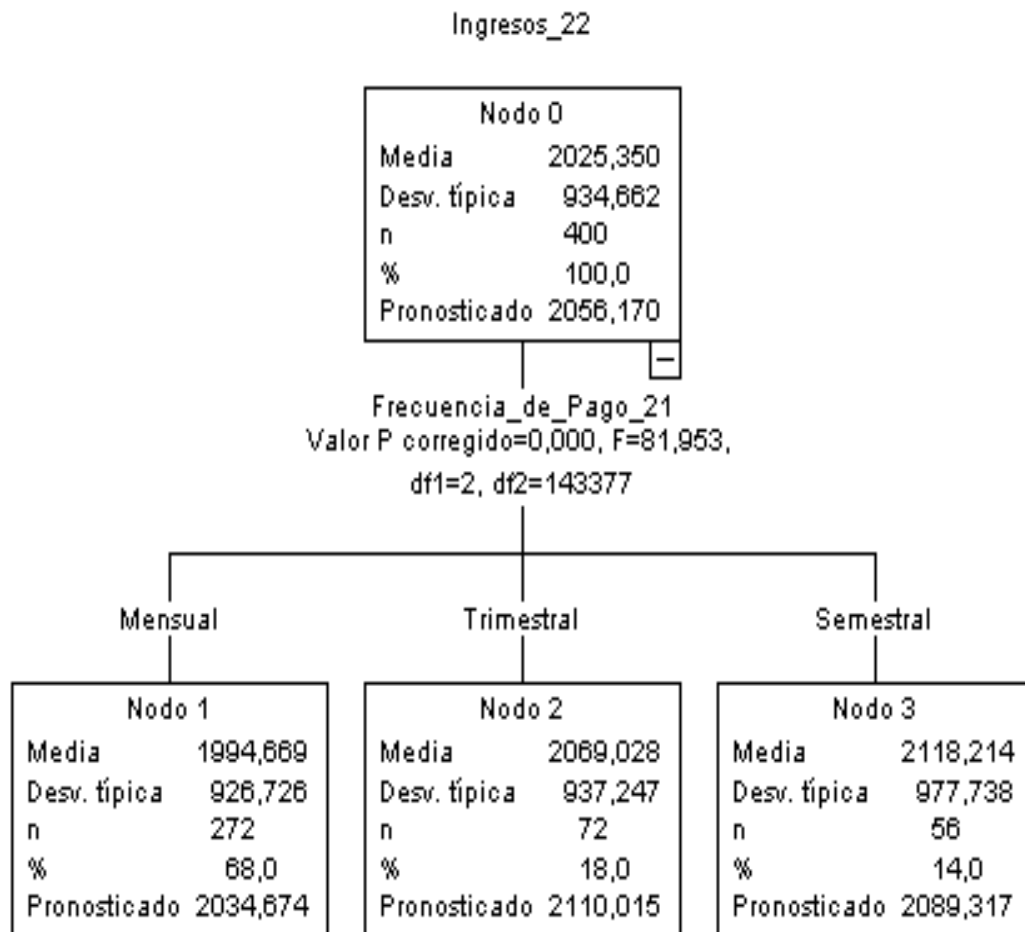 Ingresos_22
Nodo 0
Media 2025,350
Desv. típica 934,662
n 400
% 100,0
Pronosticado 2056,170
Frecuencia_de_Pago_21
Valor P corregido=0,000, F=81,953,
df1=2, df2=143377
Mensual
Trimestral
Semestral
Nodo 1
Media 1994,669
Desv. típica 926,726
n 272
% 68,0
Pronosticado 2034,674
Nodo 2
Media 2069,028
Desv. típica 937,247
n 72
% 18,0
Pronosticado 2110,015
Nodo 3
Media 2118,214
Desv. típica 977,738
n 56
% 14,0
Pronosticado 2089,317